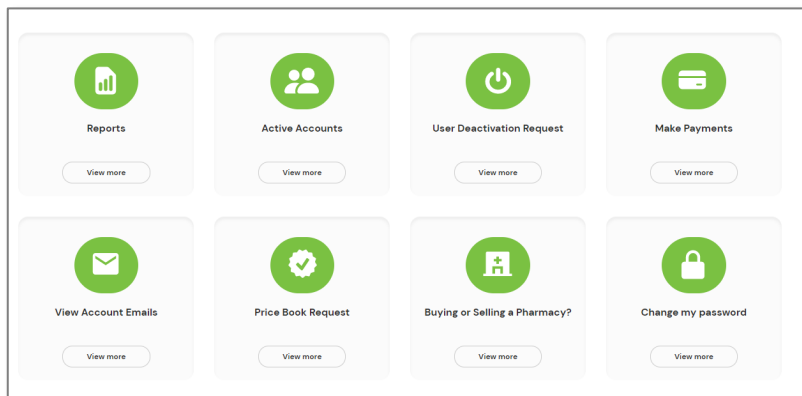 Reports
Active Accounts
User Deactivation Request
Make Payments
View more
View more
View more
View more
View Account Emails
Price Book Request
Buying or Selling a Pharmacy?
Change my password
View more
View more
View more
View more